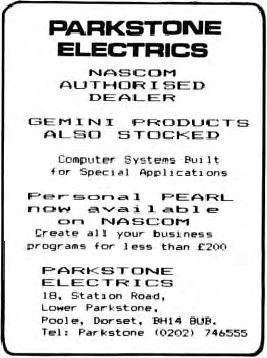 PARKSTONE
ELECTRICS
NASCOM
AUTHORISED
DEALER
GEMINI PRODUCTS
ALSO STOCKED
Computer Systems Built
for Special Applications
Personal PEARL
now available
on NASCOM
Create all your business
programs for less than £200
PARKSTONE
ELECTRICS
18, Station Road,
Lower Parkstone,
Poole, Dorset, BH14 8UB.
Tel: Parkstone (0202) 746555